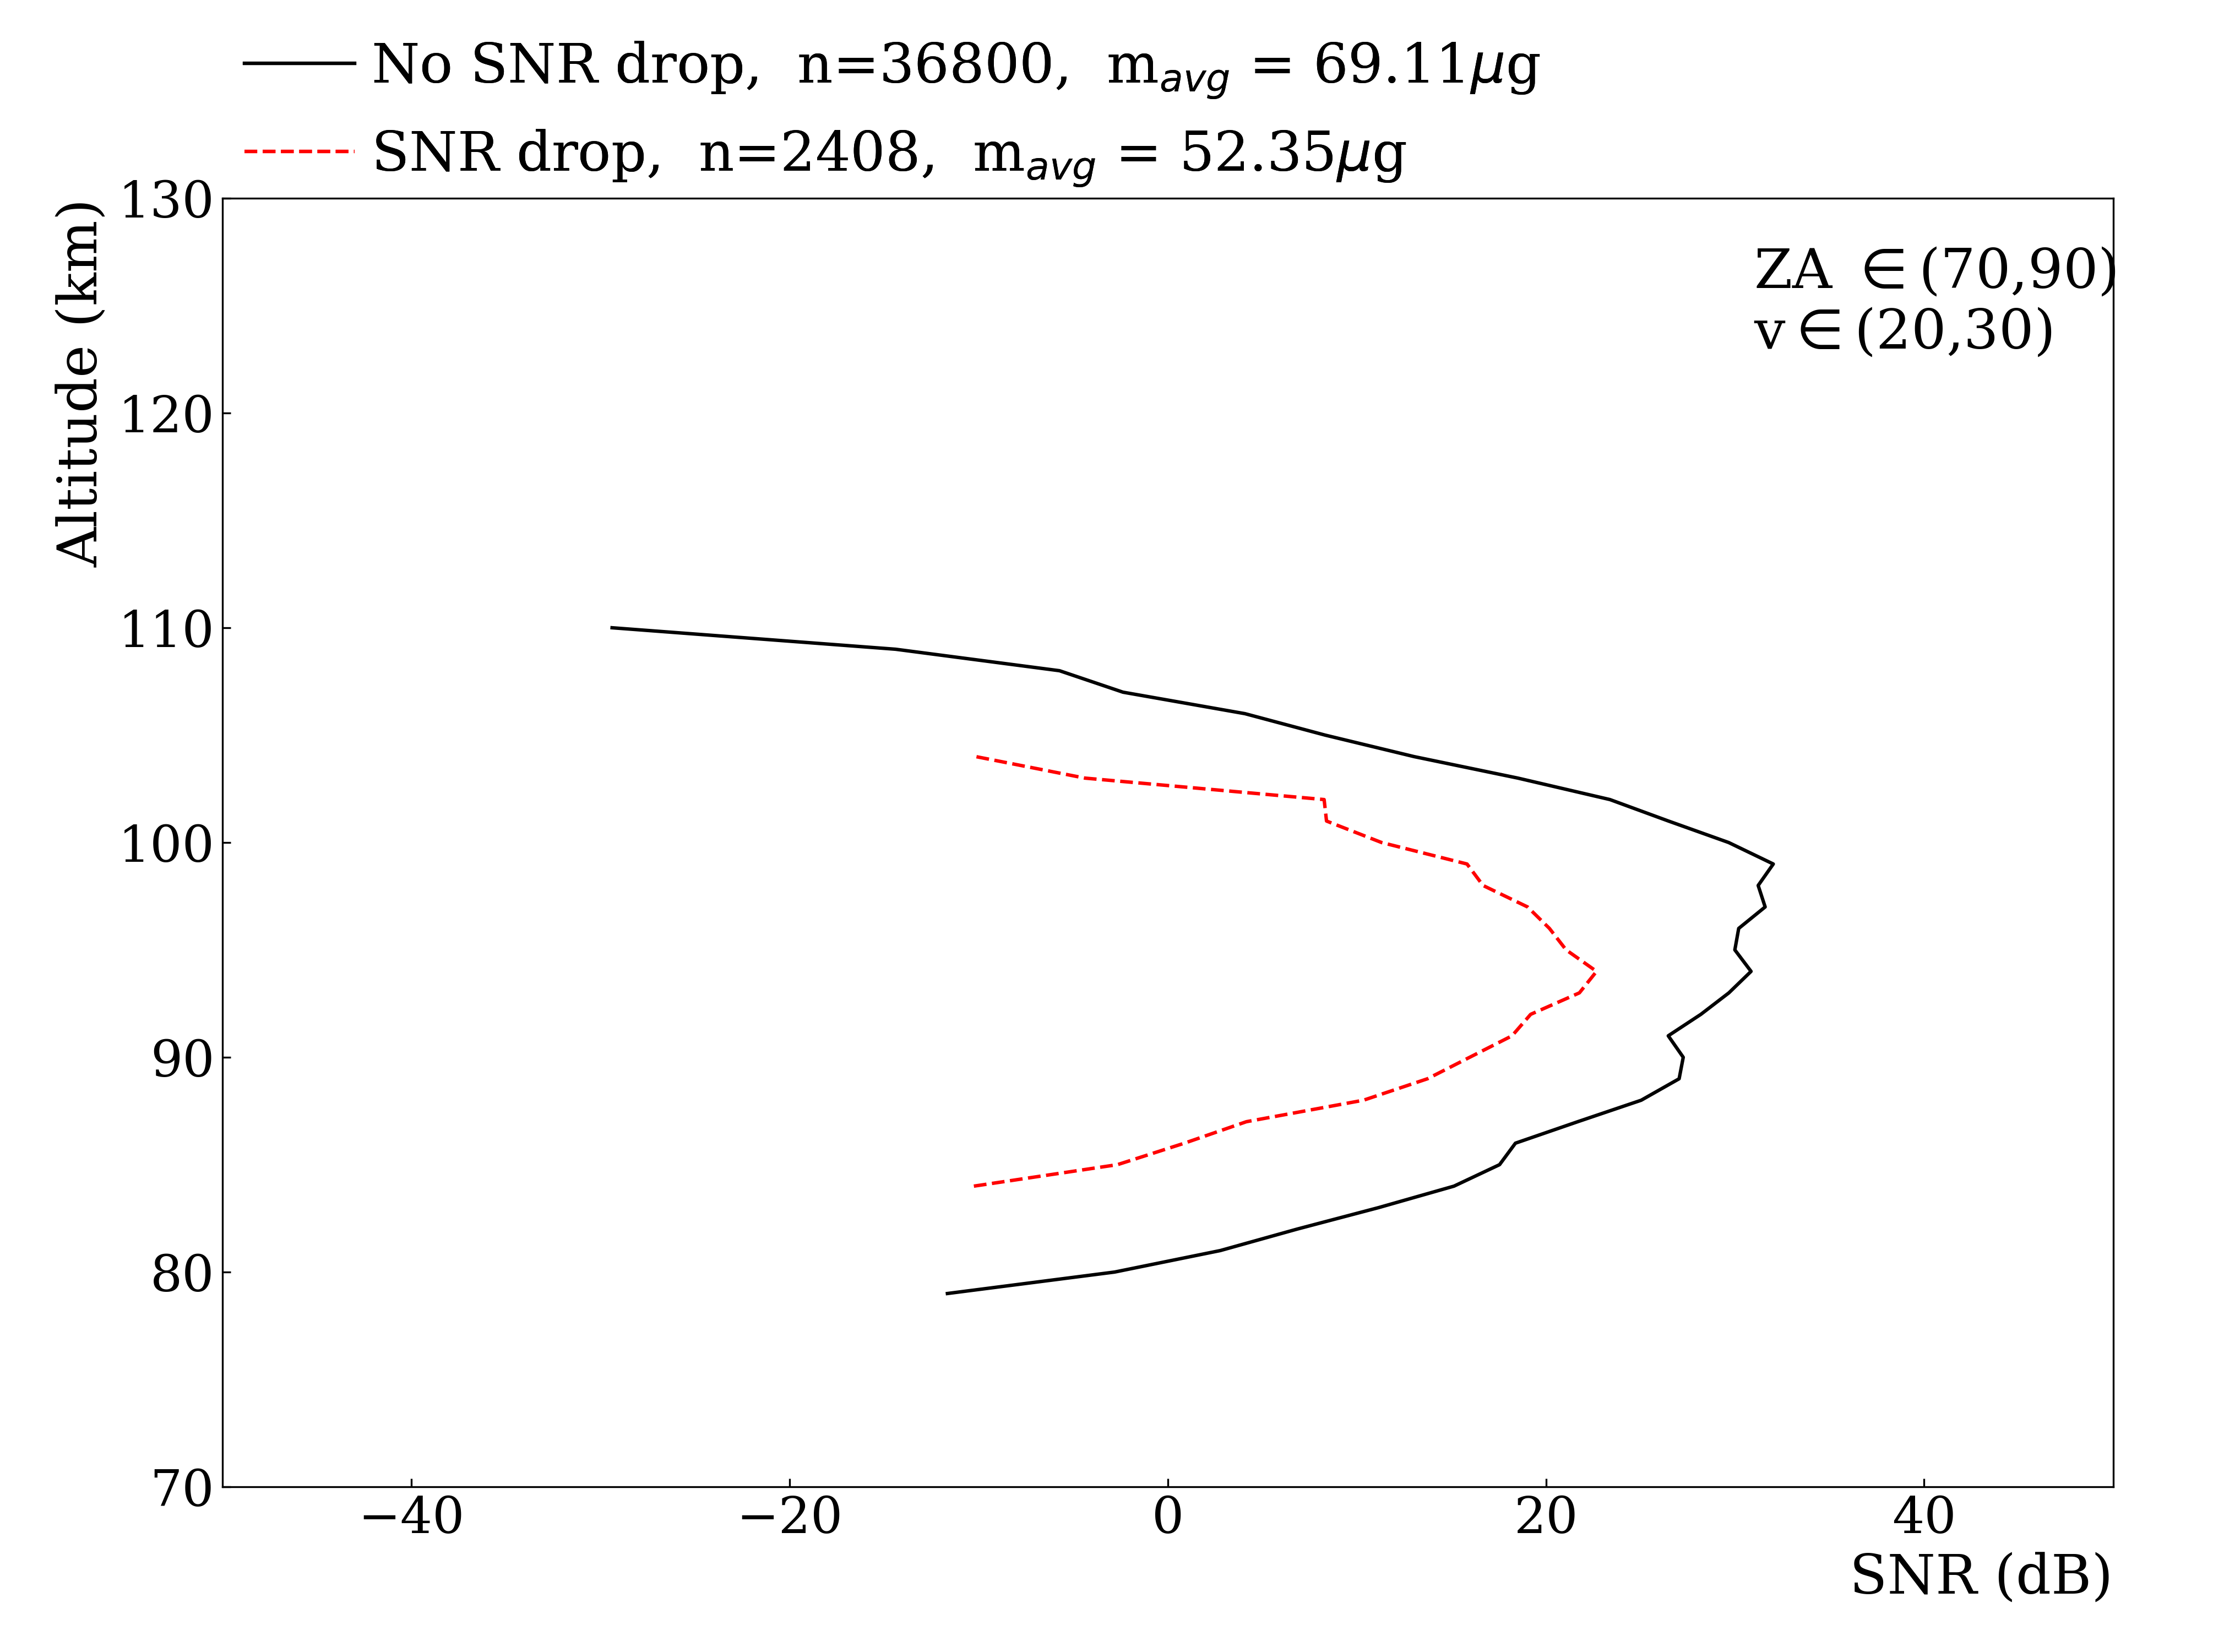 No SNR drop, n=36800, m_avg = 69.11μg
SNR drop, n=2408, m_avg = 52.35μg
Altitude (km)
130
120
110
100
90
80
70
ZA ∈(70,90)
v∈(20,30)
−40 −20 0 20 40
SNR (dB)